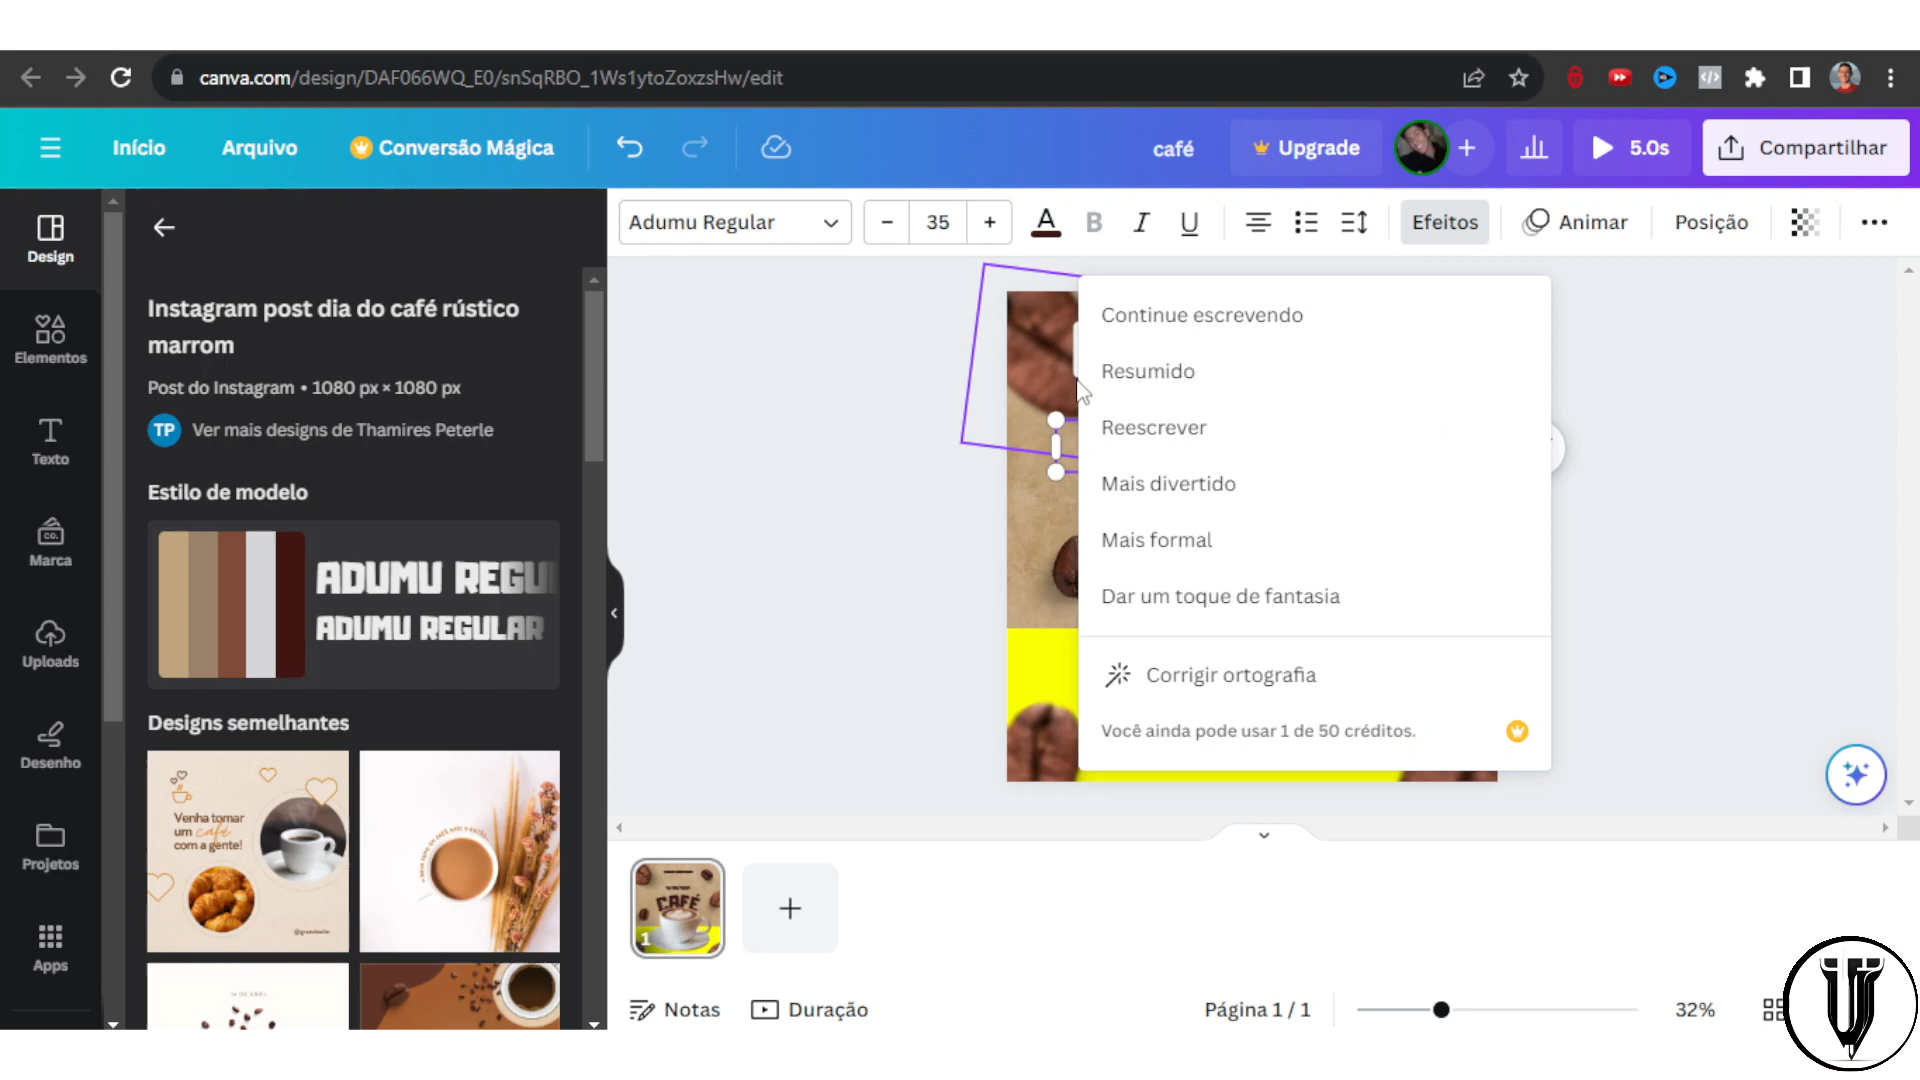 canva.com/design/DAF066WQ_E0/snSqRBO_1Ws1ytoZoxzsHw/edit
Início
Arquivo
Conversão Mágica
café
Upgrade
5.0s
Compartilhar
Design
Elementos
Texto
Marca
Uploads
Desenho
Projetos
Apps
Instagram post dia do café rústico
marrom
Post do Instagram • 1080 px × 1080 px
TP
Ver mais designs de Thamires Peterle
Estilo de modelo
ADUMU REGU
ADUMU REGULAR
Designs semelhantes
Venha tomar
um café
com a gente!
Adumu Regular
35
Efeitos
Animar
Posição
Continue escrevendo
Resumido
Reescrever
Mais divertido
Mais formal
Dar um toque de fantasia
Corrigir ortografia
Você ainda pode usar 1 de 50 créditos.
CAFÉ
1
Notas
Duração
Página 1 / 1
32%